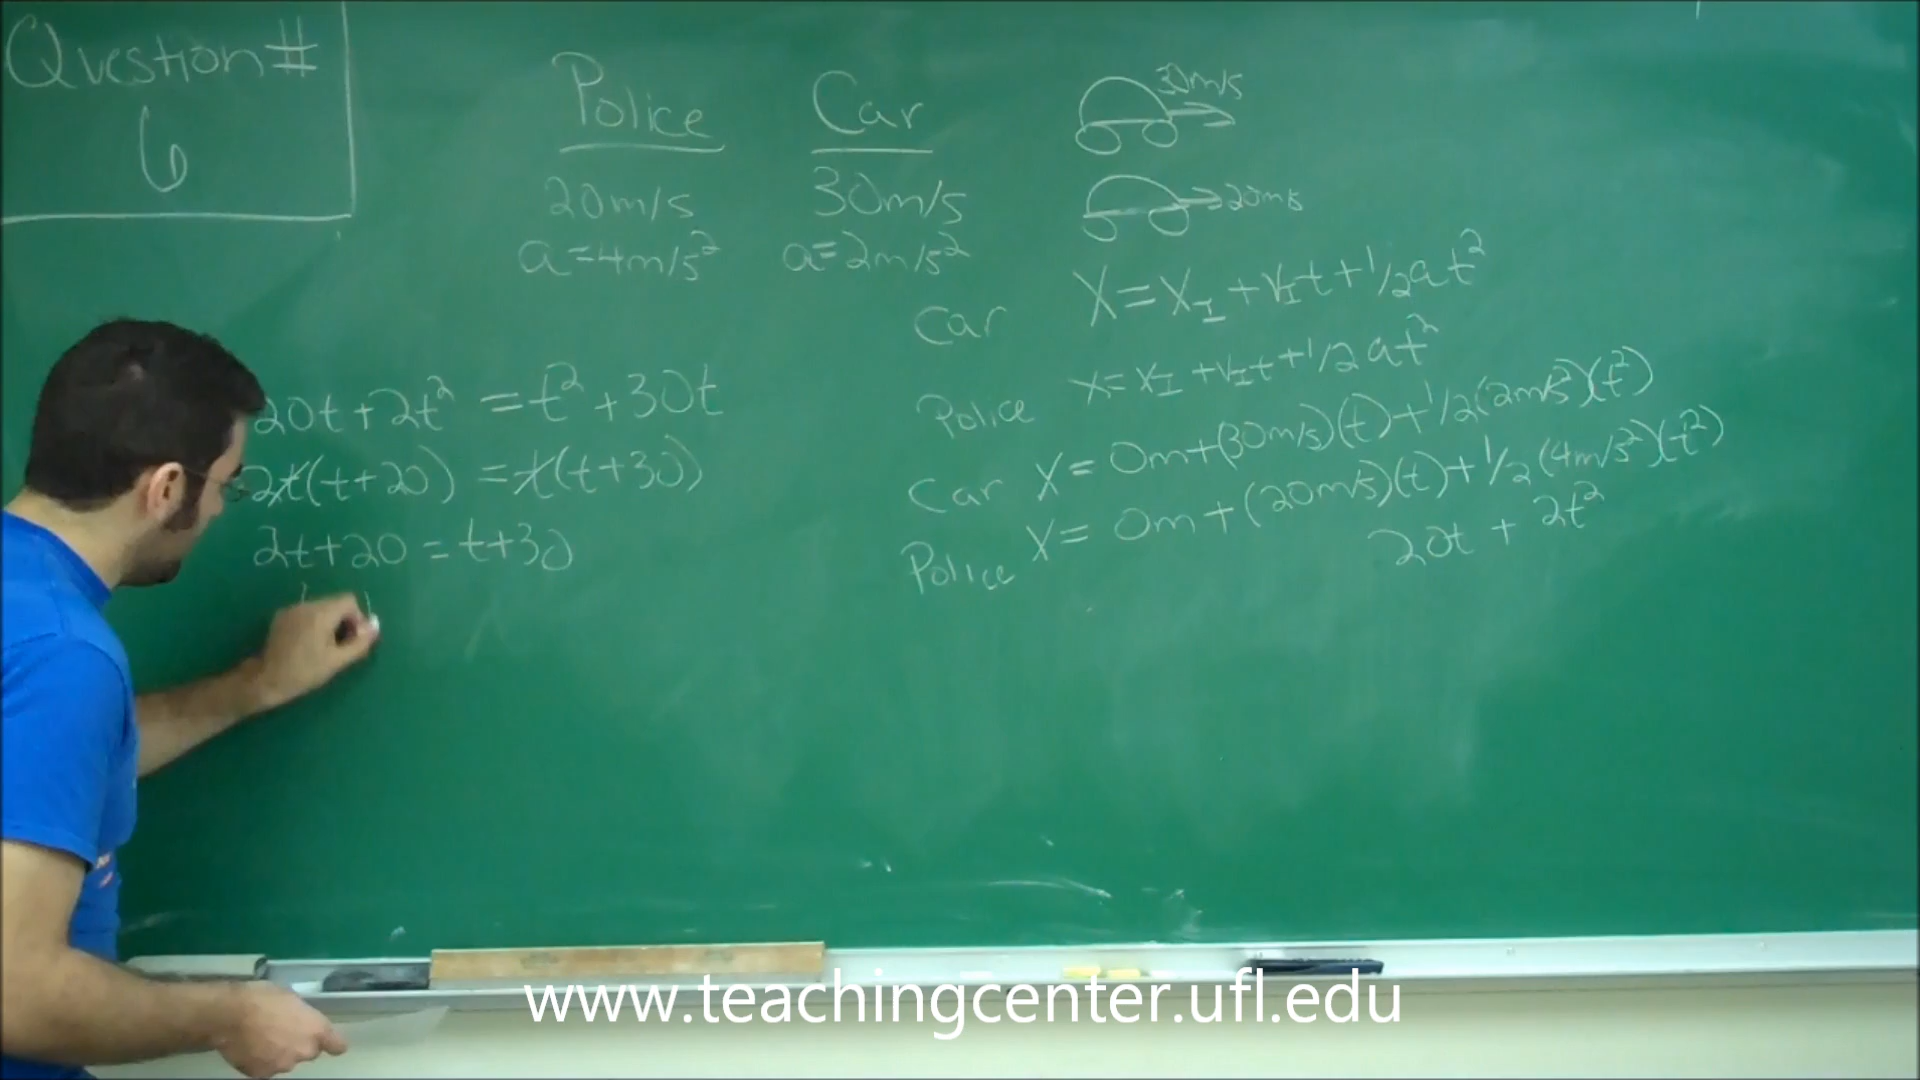 Question #
6
Police Car
20m/s 30m/s
a=4m/s² a=2m/s²
30m/s
20m/s
Car X=X_I+V_It+1/2at²
Police x=x_I+v_It+1/2at²
Car X=0m+(30m/s)(t)+1/2(2m/s²)(t²)
Police X=0m+(20m/s)(t)+1/2(4m/s²)(t²)
20t+2t²
20t+2t²=t²+30t
2t(t+20)=t(t+30)
2t+20=t+30
www.teachingcenter.ufl.edu